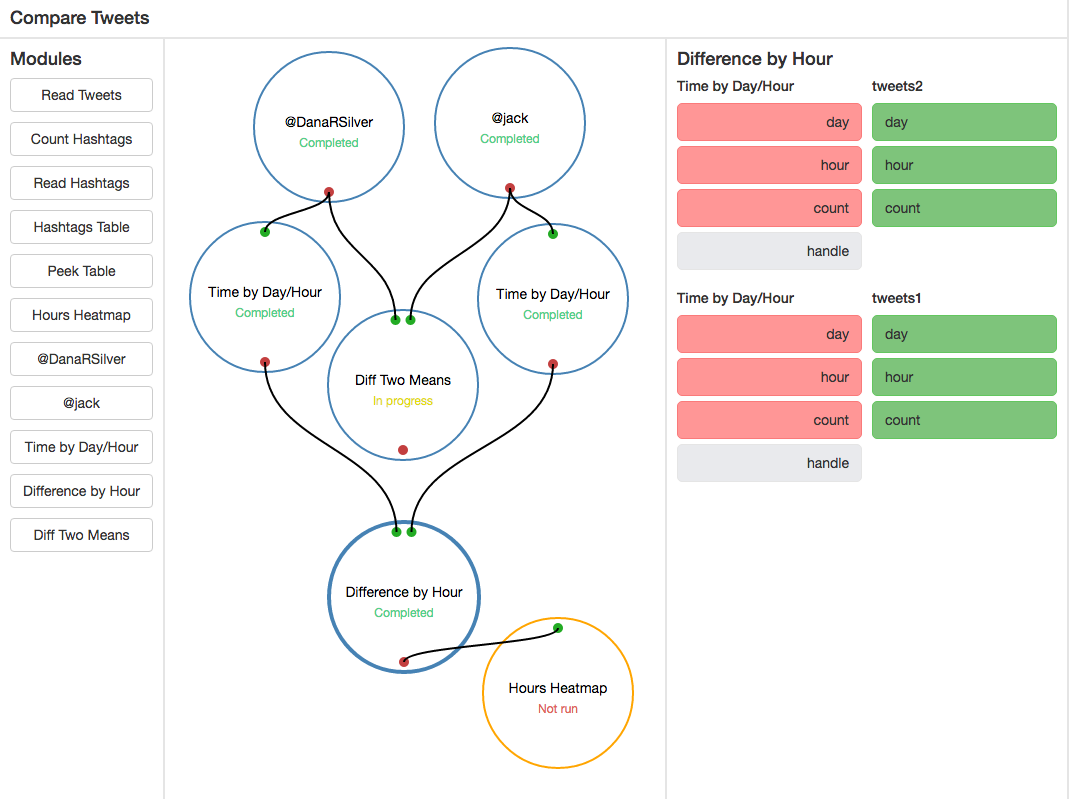 Compare Tweets
Modules
Read Tweets
Count Hashtags
Read Hashtags
Hashtags Table
Peek Table
Hours Heatmap
@DanaRSilver
@jack
Time by Day/Hour
Difference by Hour
Diff Two Means
@DanaRSilver
Completed
@jack
Completed
Time by Day/Hour
Completed
Time by Day/Hour
Completed
Diff Two Means
In progress
Difference by Hour
Completed
Hours Heatmap
Not run
Difference by Hour
Time by Day/Hour tweets2
day day
hour hour
count count
handle
Time by Day/Hour tweets1
day day
hour hour
count count
handle